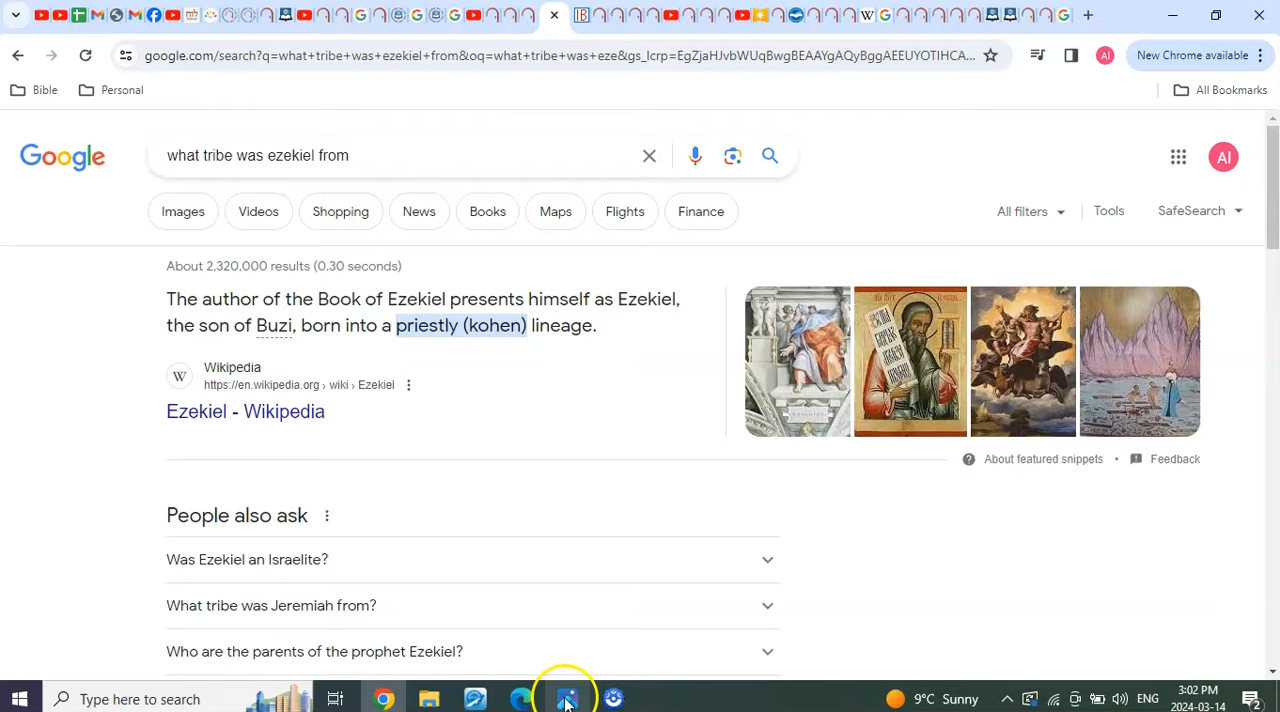 google.com/search?q=what+tribe+was+ezekiel+from&oq=what+tribe+was+eze&gs_lcrp=EgZjaHJvbWUqBwgBEAAYgAQyBggAEEUYOTIHCA...
New Chrome available
Bible
Personal
All Bookmarks
Google
what tribe was ezekiel from
AI
Images
Videos
Shopping
News
Books
Maps
Flights
Finance
All filters
Tools
SafeSearch
About 2,320,000 results (0.30 seconds)
The author of the Book of Ezekiel presents himself as Ezekiel,
the son of Buzi, born into a priestly (kohen) lineage.
W
Wikipedia
https://en.wikipedia.org › wiki › Ezekiel
Ezekiel - Wikipedia
About featured snippets
Feedback
People also ask
Was Ezekiel an Israelite?
What tribe was Jeremiah from?
Who are the parents of the prophet Ezekiel?
Type here to search
9°C Sunny
ENG
3:02 PM
2024-03-14
2